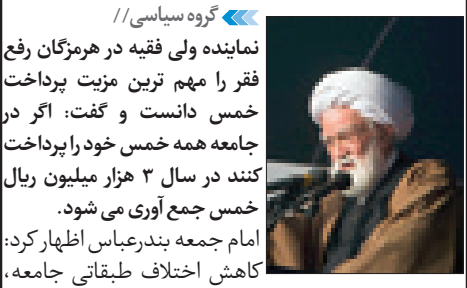 گروه سیاسی//
نماینده ولی فقیه در هرمزگان رفع
فقر را مهم ترین مزیت پرداخت
خمس دانست و گفت: اگر در
جامعه همه خمس خود را پرداخت
کنند در سال ۳ هزار میلیون ریال
خمس جمع آوری می شود.
امام جمعه بندرعباس اظهار کرد:
کاهش اختلاف طبقاتی جامعه،